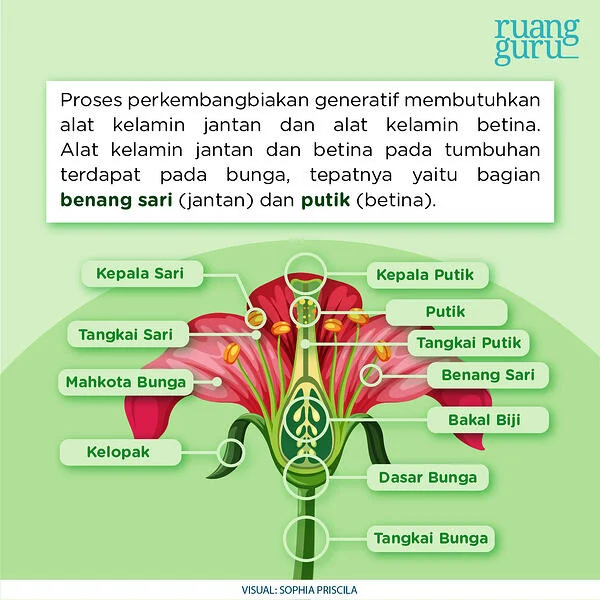 ruang
guru
Proses perkembangbiakan generatif membutuhkan
alat kelamin jantan dan alat kelamin betina.
Alat kelamin jantan dan betina pada tumbuhan
terdapat pada bunga, tepatnya yaitu bagian
benang sari (jantan) dan putik (betina).
Kepala Sari
Kepala Putik
Putik
Tangkai Sari
Tangkai Putik
Mahkota Bunga
Benang Sari
Bakal Biji
Kelopak
Dasar Bunga
Tangkai Bunga
VISUAL: SOPHIA PRISCILA